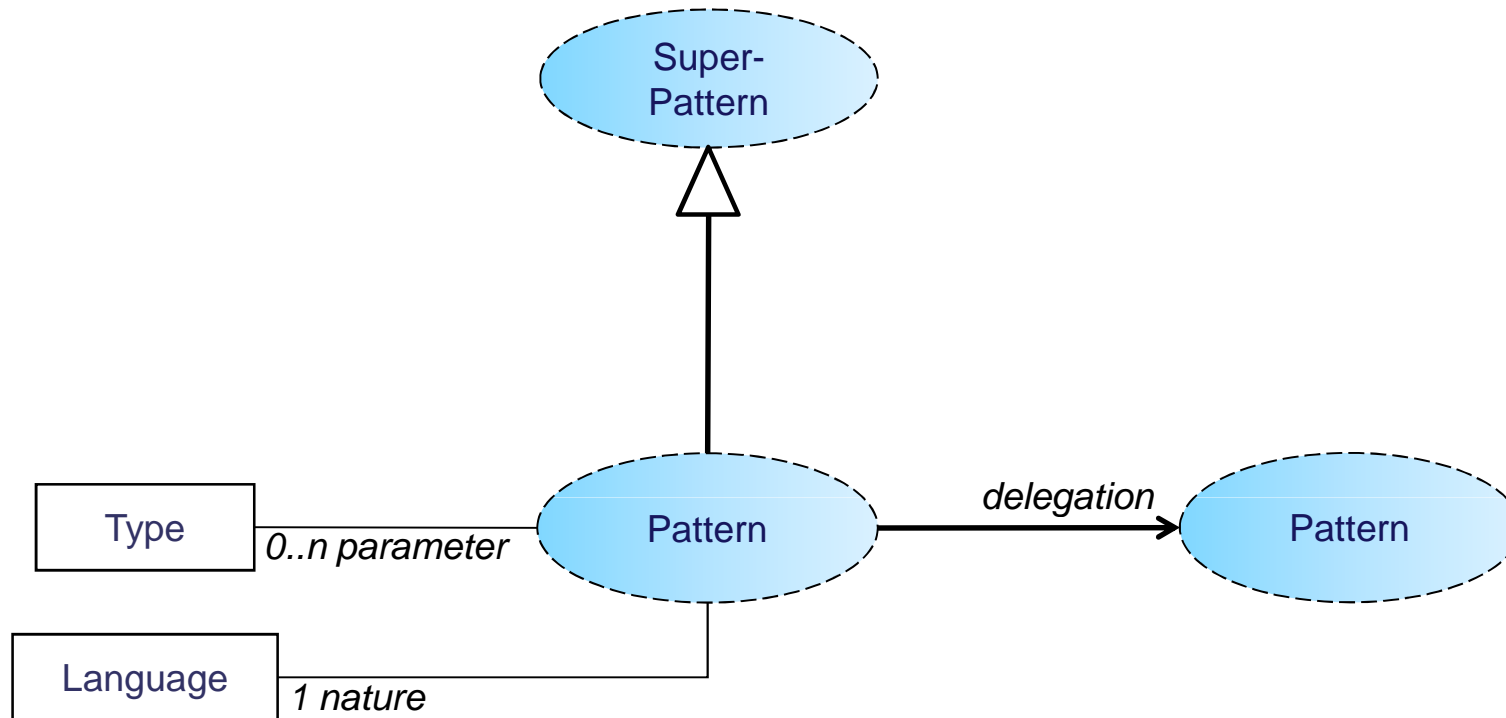 Super-
Pattern
delegation
Type
Pattern
Pattern
0..n parameter
Language
1 nature